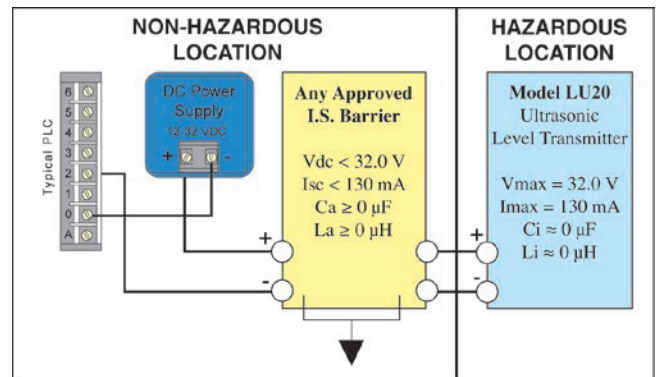 NON-HAZARDOUS
LOCATION
HAZARDOUS
LOCATION
Typical PLC
6
5
4
3
2
1
0
A
DC Power
Supply
12-32 VDC
+ -
Any Approved
I.S. Barrier
Vdc < 32.0 V
Isc < 130 mA
Ca ≥ 0 µF
La ≥ 0 µH
+
-
+
-
Model LU20
Ultrasonic
Level Transmitter
Vmax = 32.0 V
Imax = 130 mA
Ci ≈ 0 µF
Li ≈ 0 µH